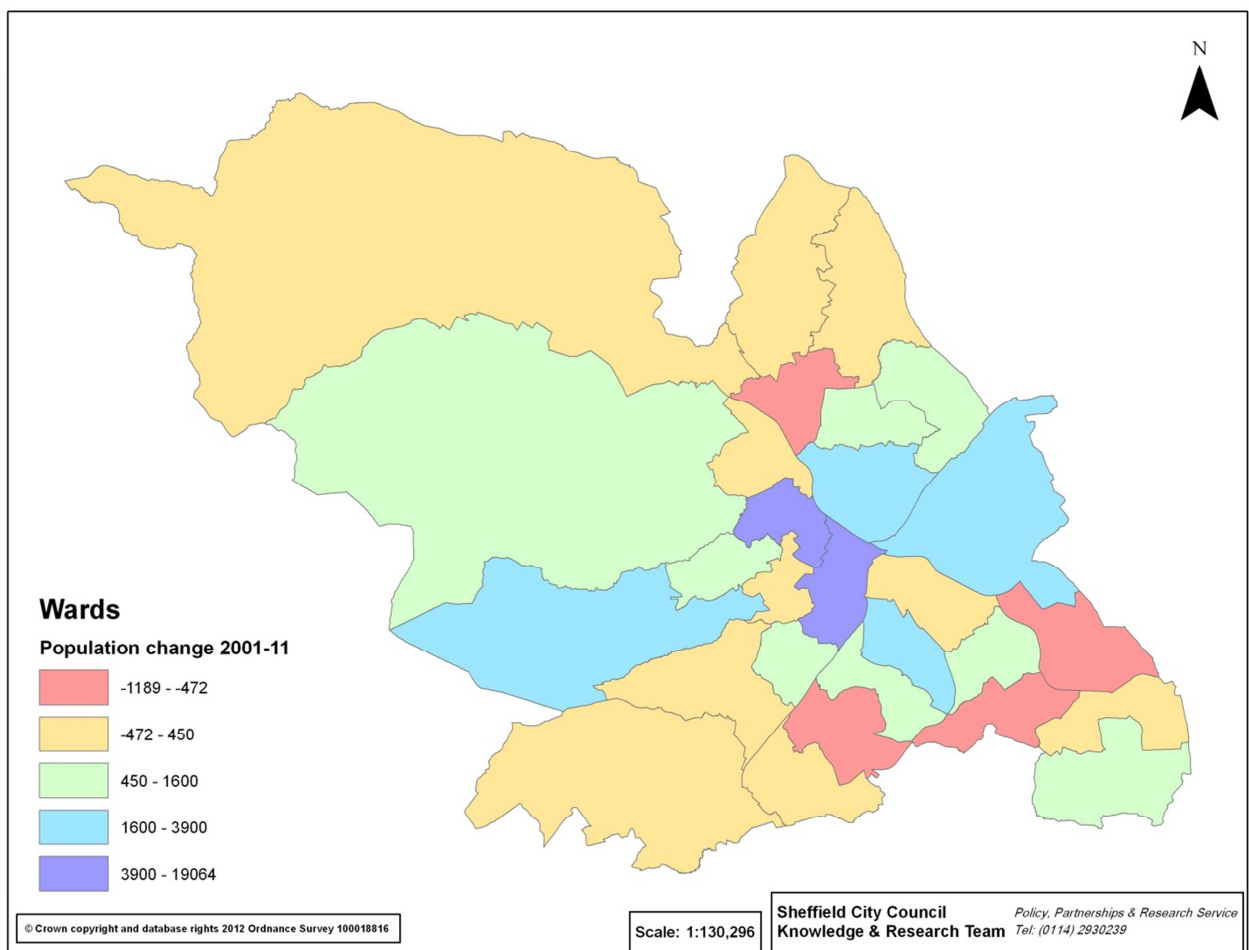 N
Wards
Population change 2001-11
-1189 - -472
-472 - 450
450 - 1600
1600 - 3900
3900 - 19064
© Crown copyright and database rights 2012 Ordnance Survey 100018816
Scale: 1:130,296
Sheffield City Council
Knowledge & Research Team
Policy, Partnerships & Research Service
Tel: (0114) 2930239